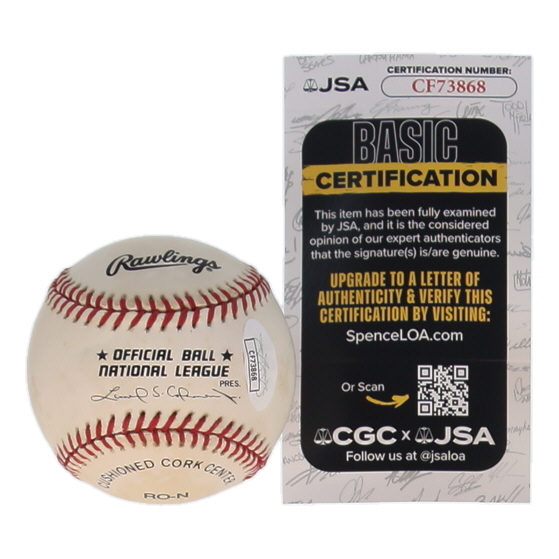 Rawlings
★ OFFICIAL BALL ★
NATIONAL LEAGUE
PRES.
CUSHIONED CORK CENTER
RO-N
CF73868
JSA
CERTIFICATION NUMBER:
CF73868
BASIC
CERTIFICATION
This item has been fully examined
by JSA, and it is the considered
opinion of our expert authenticators
that the signature(s) is/are genuine.
UPGRADE TO A LETTER OF
AUTHENTICITY & VERIFY THIS
CERTIFICATION BY VISITING:
SpenceLOA.com
Or Scan
CGC x JSA
Follow us at @jsaloa